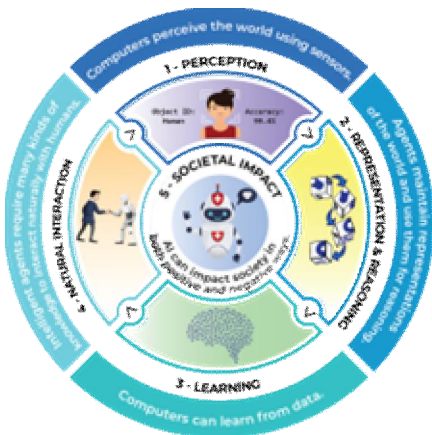 Computers perceive the world using sensors.
1 - PERCEPTION
Object ID:
Human
Accuracy:
2 - REPRESENTATION & REASONING
Agents maintain representations
of the world and use them for reasoning.
3 - LEARNING
Computers can learn from data.
4 - NATURAL INTERACTION
Intelligent agents require many kinds of
knowledge to interact naturally with humans.
5 - SOCIETAL IMPACT
AI can impact society in
both positive and negative ways.